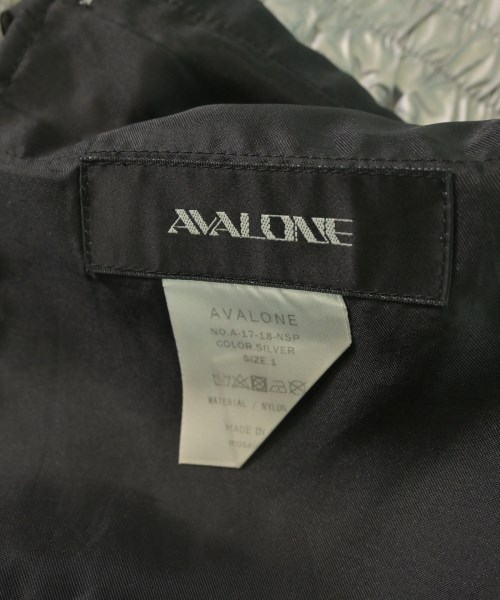 AVALONE
AVALONE
NO.A-17-18-NSP
COLOR.SILVER
SIZE.1
MATERIAL / NYLON
MADE IN